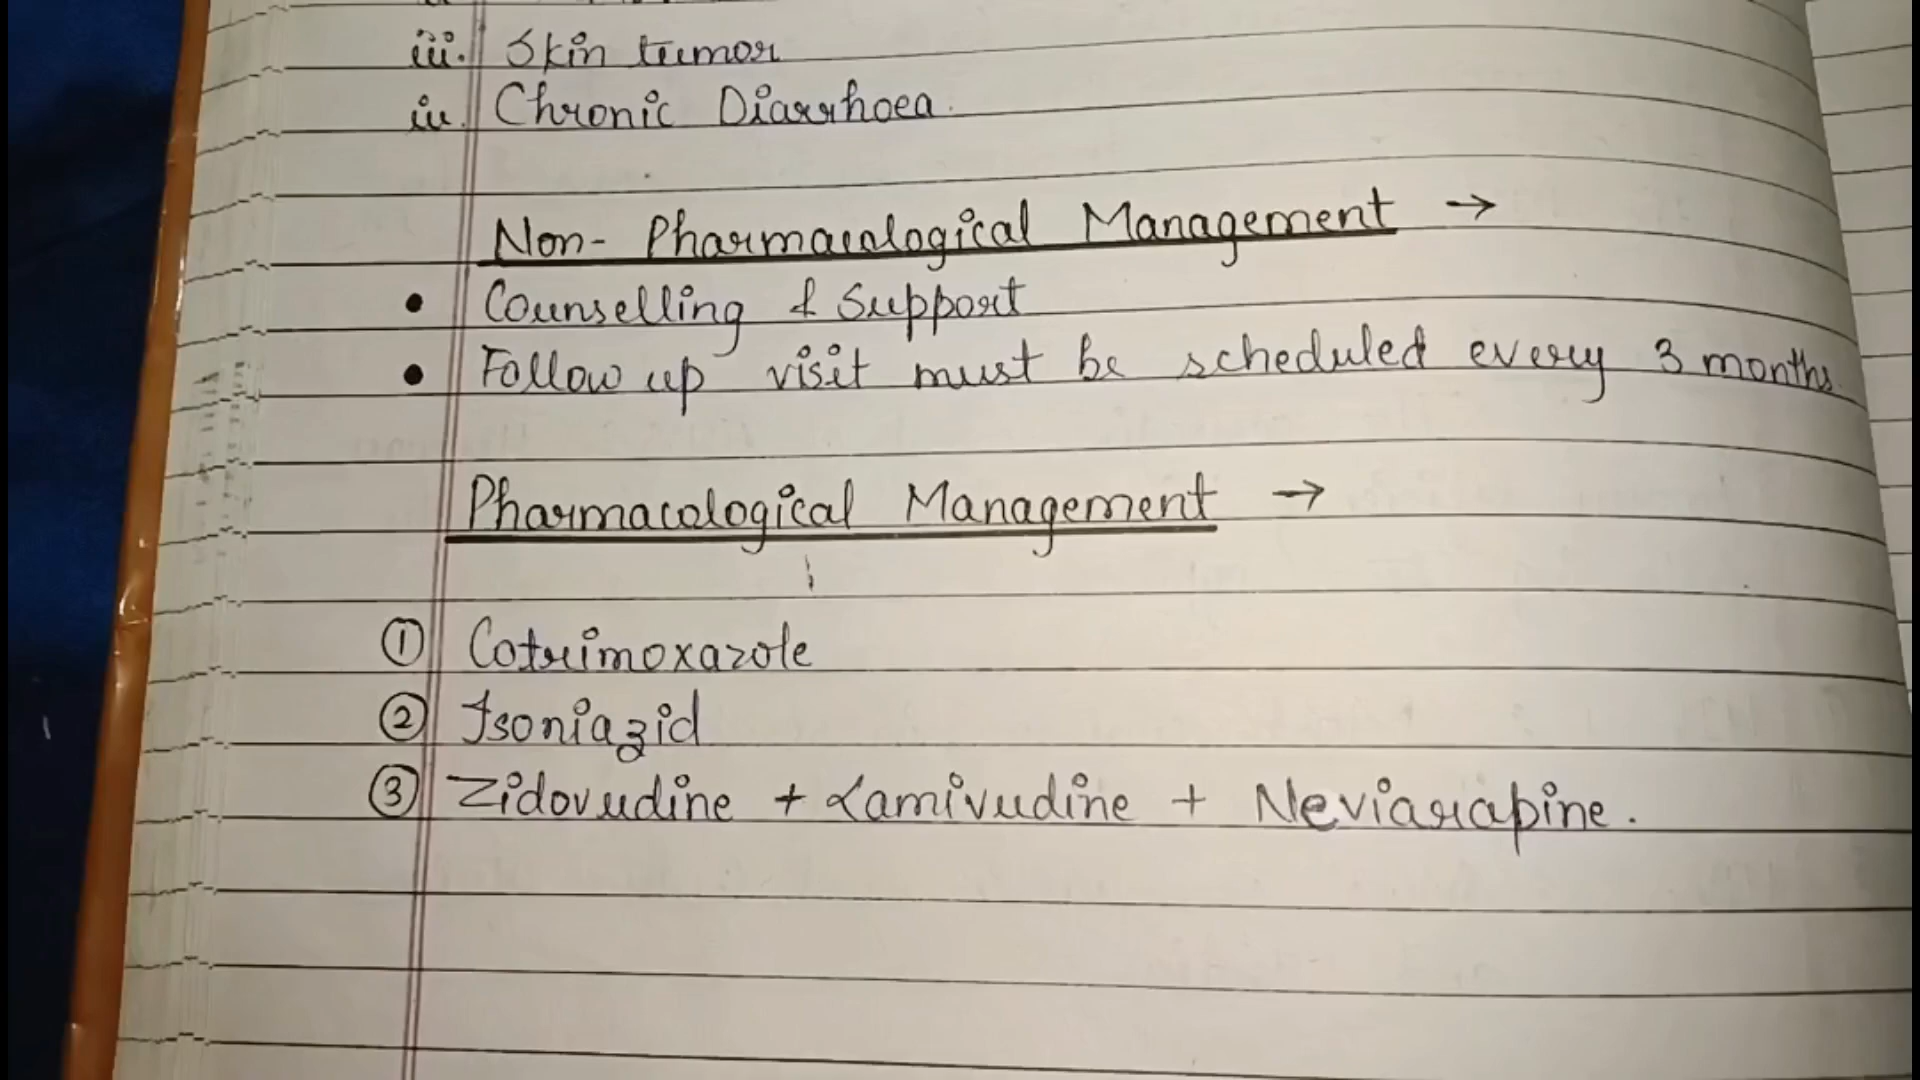 iii. Skin tumor
iv. Chronic Diarrhoea.
Non-Pharmacological Management →
• Counselling & Support
• Follow up visit must be scheduled every 3 months.
Pharmacological Management →
① Cotrimoxazole
② Isoniazid
③ Zidovudine + Lamivudine + Neviarapine.